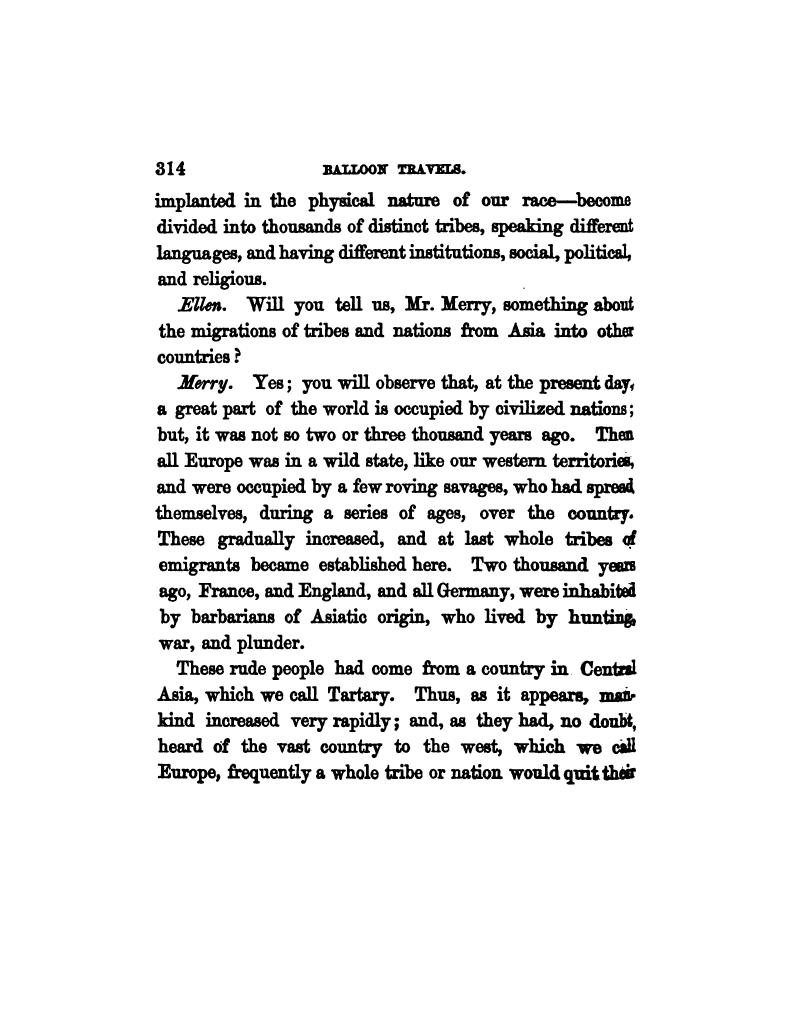 314 BALLOON TRAVELS.
implanted in the physical nature of our race—become
divided into thousands of distinct tribes, speaking different
languages, and having different institutions, social, political,
and religious.
Ellen. Will you tell us, Mr. Merry, something about
the migrations of tribes and nations from Asia into other
countries?
Merry. Yes; you will observe that, at the present day,
a great part of the world is occupied by civilized nations;
but, it was not so two or three thousand years ago. Then
all Europe was in a wild state, like our western territories,
and were occupied by a few roving savages, who had spread
themselves, during a series of ages, over the country.
These gradually increased, and at last whole tribes of
emigrants became established here. Two thousand years
ago, France, and England, and all Germany, were inhabited
by barbarians of Asiatic origin, who lived by hunting,
war, and plunder.
These rude people had come from a country in Central
Asia, which we call Tartary. Thus, as it appears, man-
kind increased very rapidly; and, as they had, no doubt,
heard of the vast country to the west, which we call
Europe, frequently a whole tribe or nation would quit their